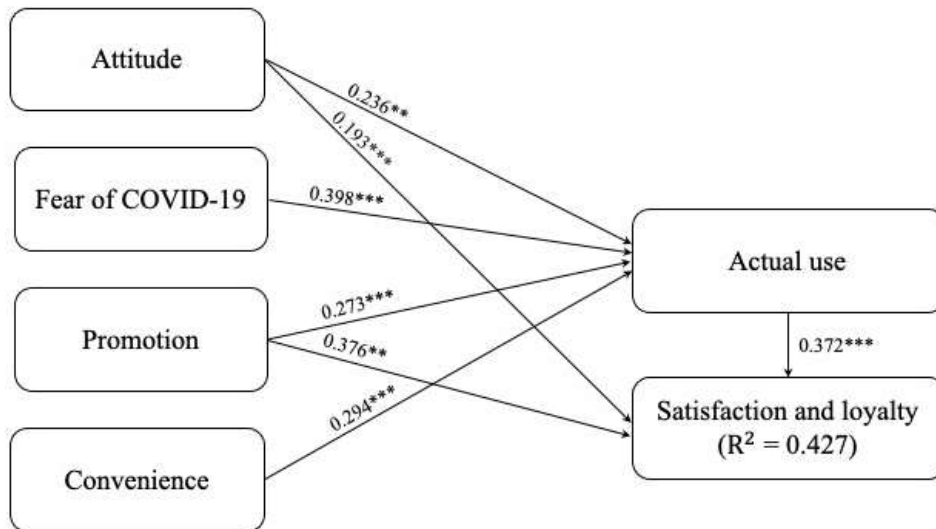 Attitude
0.236**
0.193***
Fear of COVID-19
0.398***
Actual use
Promotion
0.273***
0.376**
0.372***
0.294***
Satisfaction and loyalty
(R² = 0.427)
Convenience